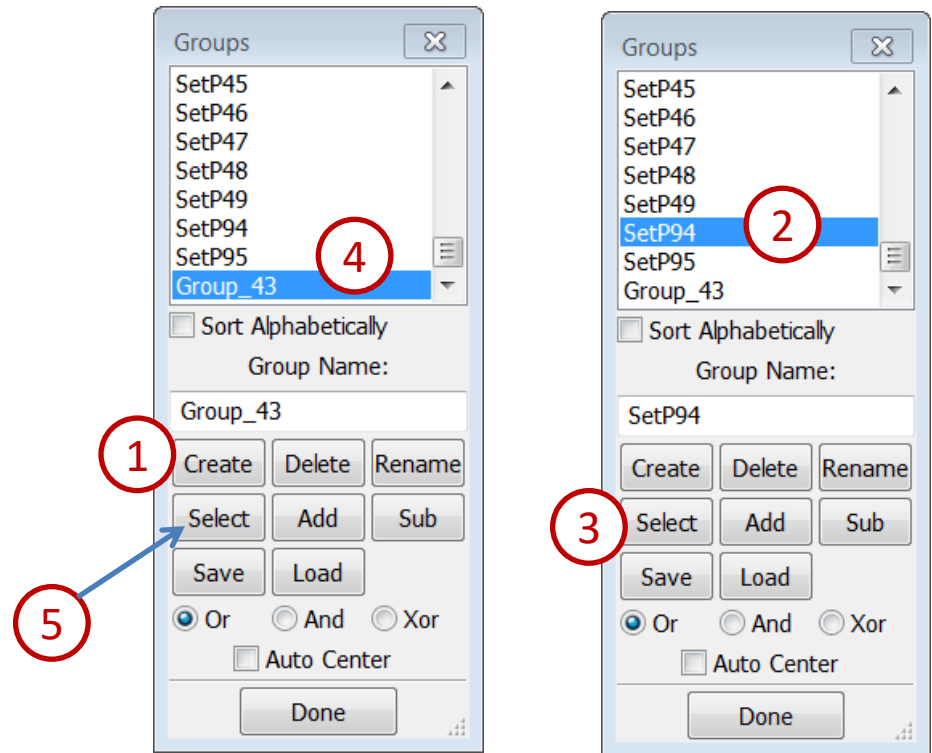 Groups
SetP45
SetP46
SetP47
SetP48
SetP49
SetP94
SetP95
4
Group_43
Sort Alphabetically
Group Name:
Group_43
1
Create Delete Rename
Select Add Sub
Save Load
5
Or And Xor
Auto Center
Done
Groups
SetP45
SetP46
SetP47
SetP48
SetP49
SetP94
2
SetP95
Group_43
Sort Alphabetically
Group Name:
SetP94
Create Delete Rename
3
Select Add Sub
Save Load
Or And Xor
Auto Center
Done